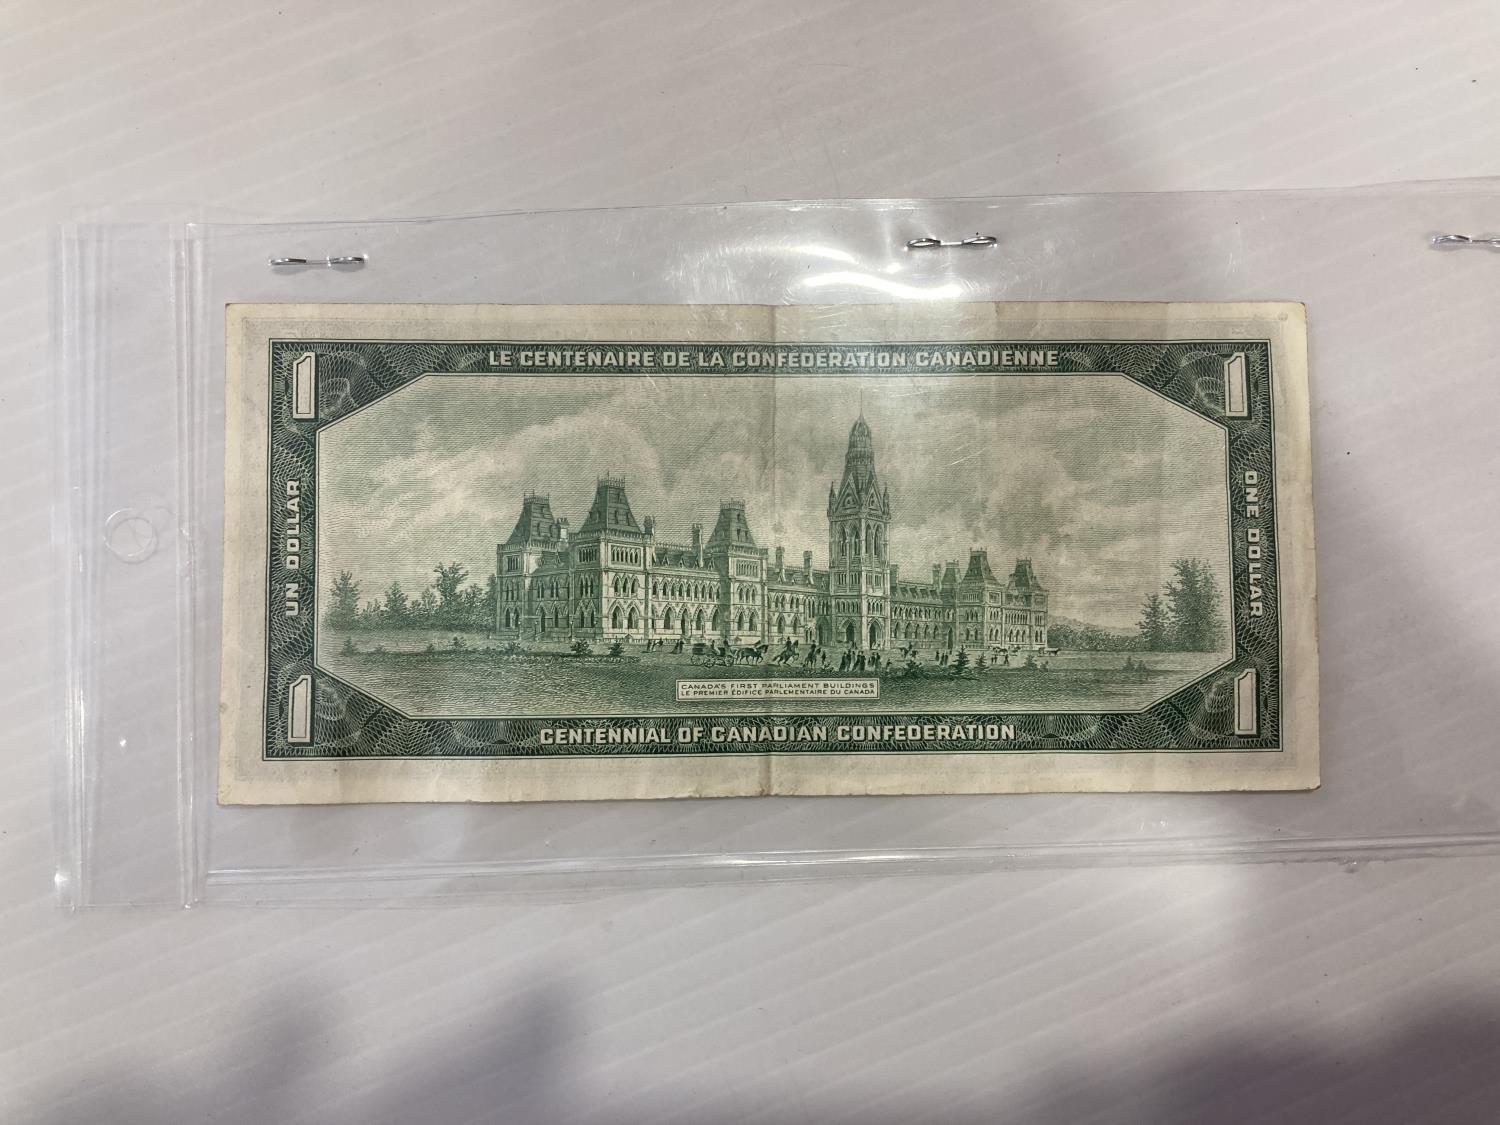 1 LE CENTENAIRE DE LA CONFÉDÉRATION CANADIENNE 1
UN DOLLAR
ONE DOLLAR
CANADA'S FIRST PARLIAMENT BUILDINGS
LE PREMIER ÉDIFICE PARLEMENTAIRE DU CANADA
1 CENTENNIAL OF CANADIAN CONFEDERATION 1